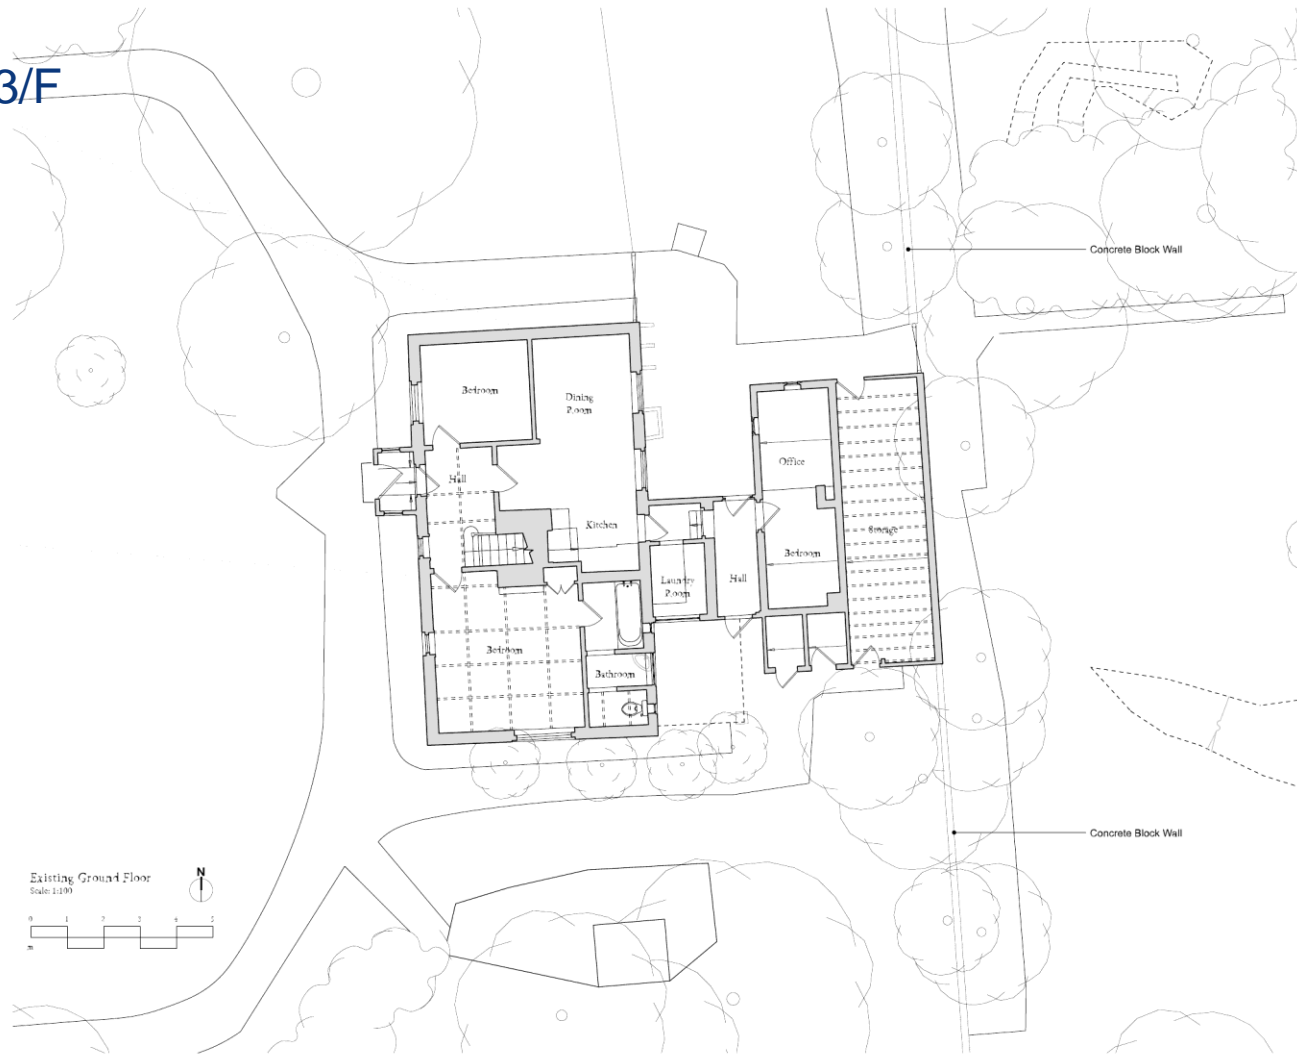 3/F
Concrete Block Wall
Bedroom
Dining
Room
Office
Hall
Kitchen
Storage
Bedroom
Laundry
Room
Hall
Bedroom
Bathroom
Concrete Block Wall
Existing Ground Floor
Scale: 1:100
N
0 1 2 3 4 5
m